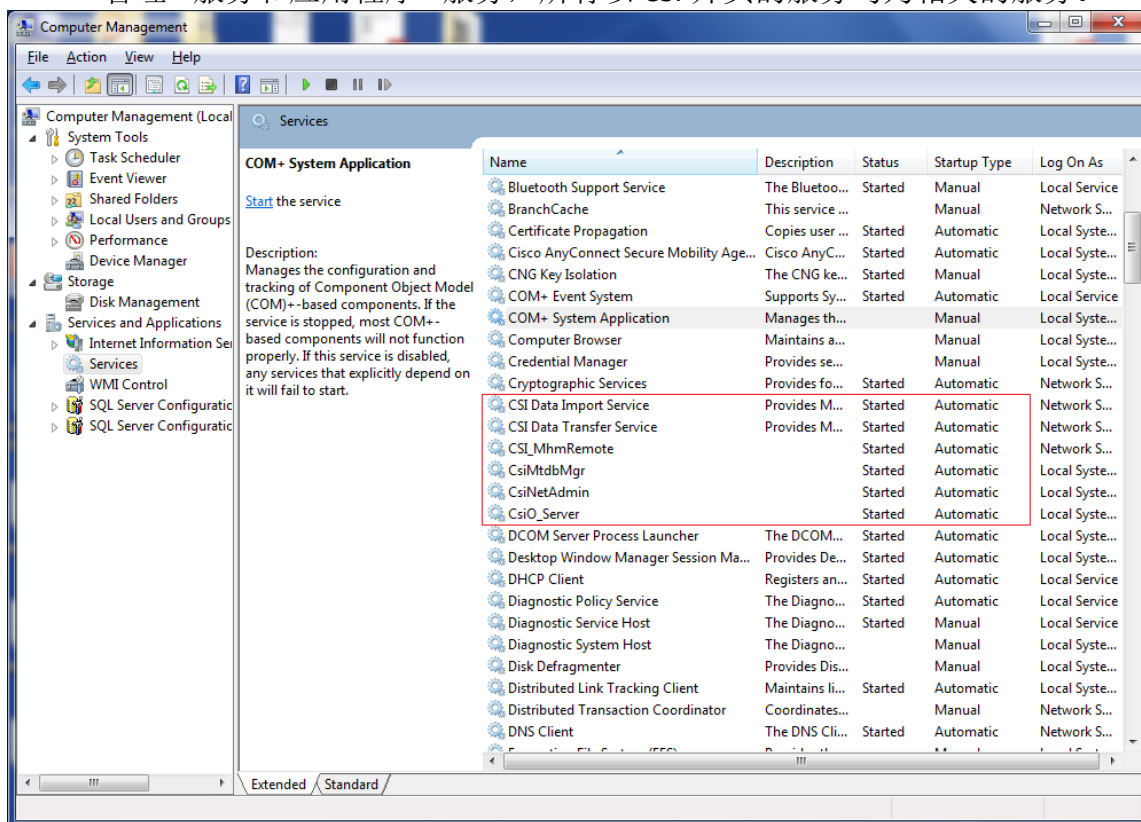 Computer Management
File Action View Help
Computer Management (Local
System Tools
Task Scheduler
Event Viewer
Shared Folders
Local Users and Groups
Performance
Device Manager
Storage
Disk Management
Services and Applications
Internet Information Ser
Services
WMI Control
SQL Server Configuratic
SQL Server Configuratic
Services
COM+ System Application
Start the service
Description:
Manages the configuration and
tracking of Component Object Model
(COM)+-based components. If the
service is stopped, most COM+-
based components will not function
properly. If this service is disabled,
any services that explicitly depend on
it will fail to start.
Name Description Status Startup Type Log On As
Bluetooth Support Service The Bluetoo... Started Manual Local Service
BranchCache This service ... Manual Network S...
Certificate Propagation Copies user ... Started Automatic Local Syste...
Cisco AnyConnect Secure Mobility Age... Cisco AnyC... Started Automatic Local Syste...
CNG Key Isolation The CNG ke... Started Manual Local Syste...
COM+ Event System Supports Sy... Started Automatic Local Service
COM+ System Application Manages th... Manual Local Syste...
Computer Browser Maintains a... Manual Local Syste...
Credential Manager Provides se... Manual Local Syste...
Cryptographic Services Provides fo... Started Automatic Network S...
CSI Data Import Service Provides M... Started Automatic Network S...
CSI Data Transfer Service Provides M... Started Automatic Network S...
CSI_MhmRemote Started Automatic Network S...
CsiMtdbMgr Started Automatic Local Syste...
CsiNetAdmin Started Automatic Local Syste...
CsiO_Server Started Automatic Local Syste...
DCOM Server Process Launcher The DCOM... Started Automatic Local Syste...
Desktop Window Manager Session Ma... Provides De... Started Automatic Local Syste...
DHCP Client Registers an... Started Automatic Local Service
Diagnostic Policy Service The Diagno... Started Automatic Local Service
Diagnostic Service Host The Diagno... Started Manual Local Service
Diagnostic System Host The Diagno... Manual Local Syste...
Disk Defragmenter Provides Dis... Manual Local Syste...
Distributed Link Tracking Client Maintains li... Started Automatic Local Syste...
Distributed Transaction Coordinator Coordinates... Manual Network S...
DNS Client The DNS Cli... Started Automatic Network S...
Extended Standard